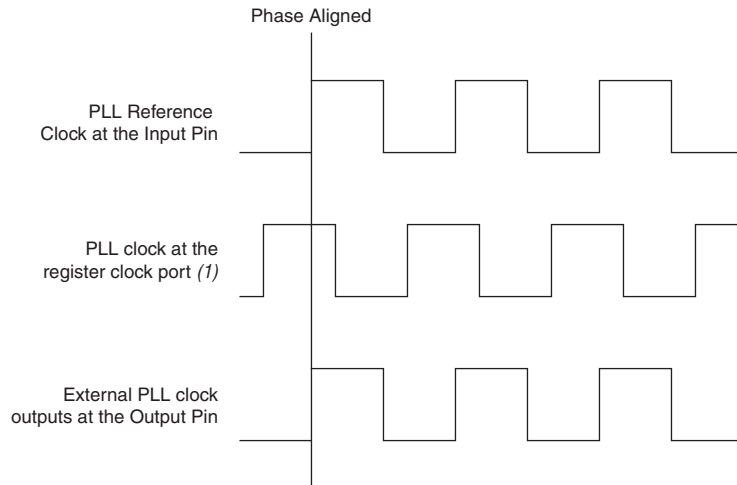 Phase Aligned
PLL Reference
Clock at the Input Pin
PLL clock at the
register clock port (1)
External PLL clock
outputs at the Output Pin